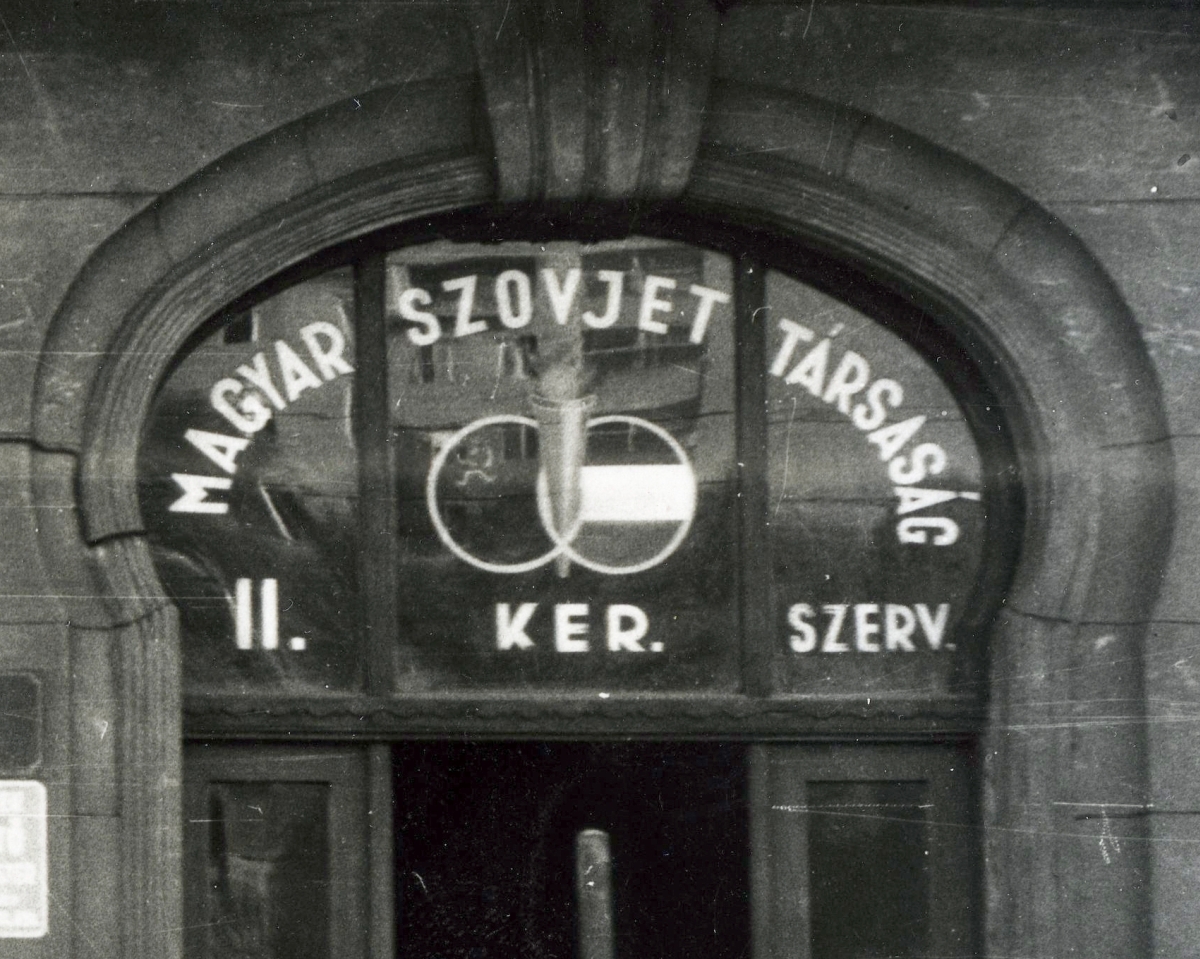 MAGYAR SZOVJET TÁRSASÁG
II. KER. SZERV.